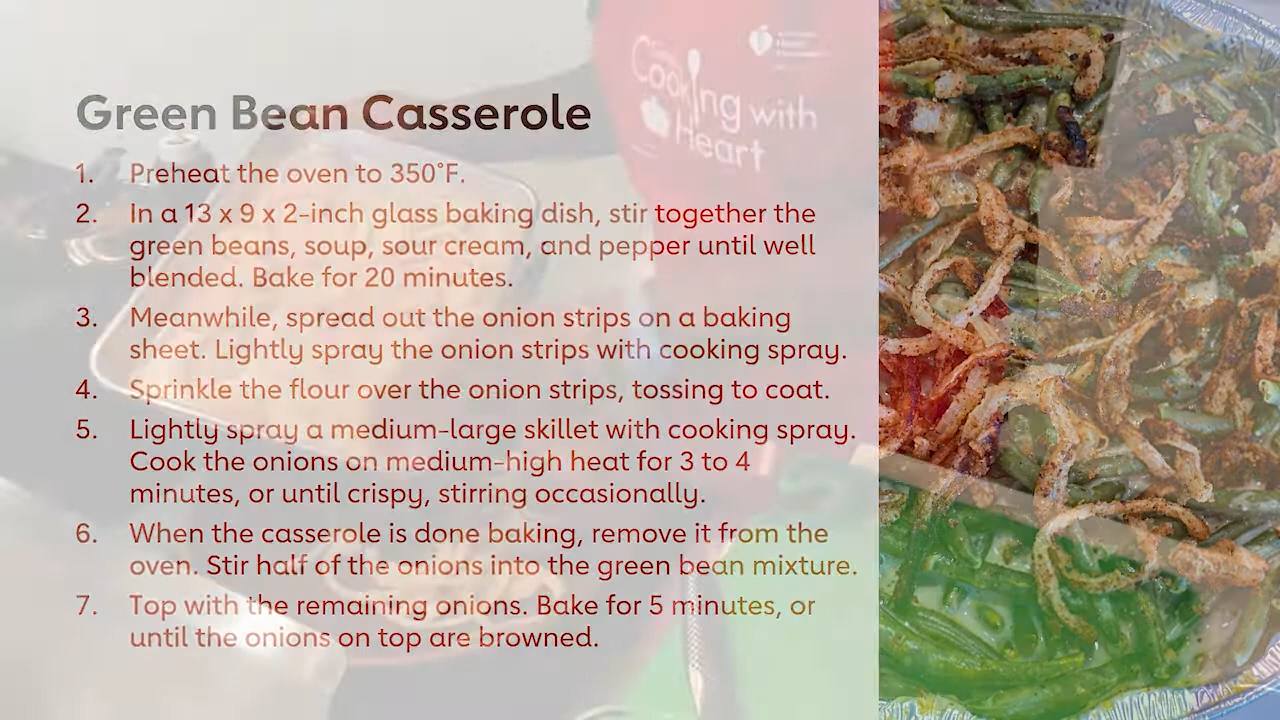 Cooking with
Heart
Green Bean Casserole
1. Preheat the oven to 350°F.
2. In a 13 x 9 x 2-inch glass baking dish, stir together the
green beans, soup, sour cream, and pepper until well
blended. Bake for 20 minutes.
3. Meanwhile, spread out the onion strips on a baking
sheet. Lightly spray the onion strips with cooking spray.
4. Sprinkle the flour over the onion strips, tossing to coat.
5. Lightly spray a medium-large skillet with cooking spray.
Cook the onions on medium-high heat for 3 to 4
minutes, or until crispy, stirring occasionally.
6. When the casserole is done baking, remove it from the
oven. Stir half of the onions into the green bean mixture.
7. Top with the remaining onions. Bake for 5 minutes, or
until the onions on top are browned.